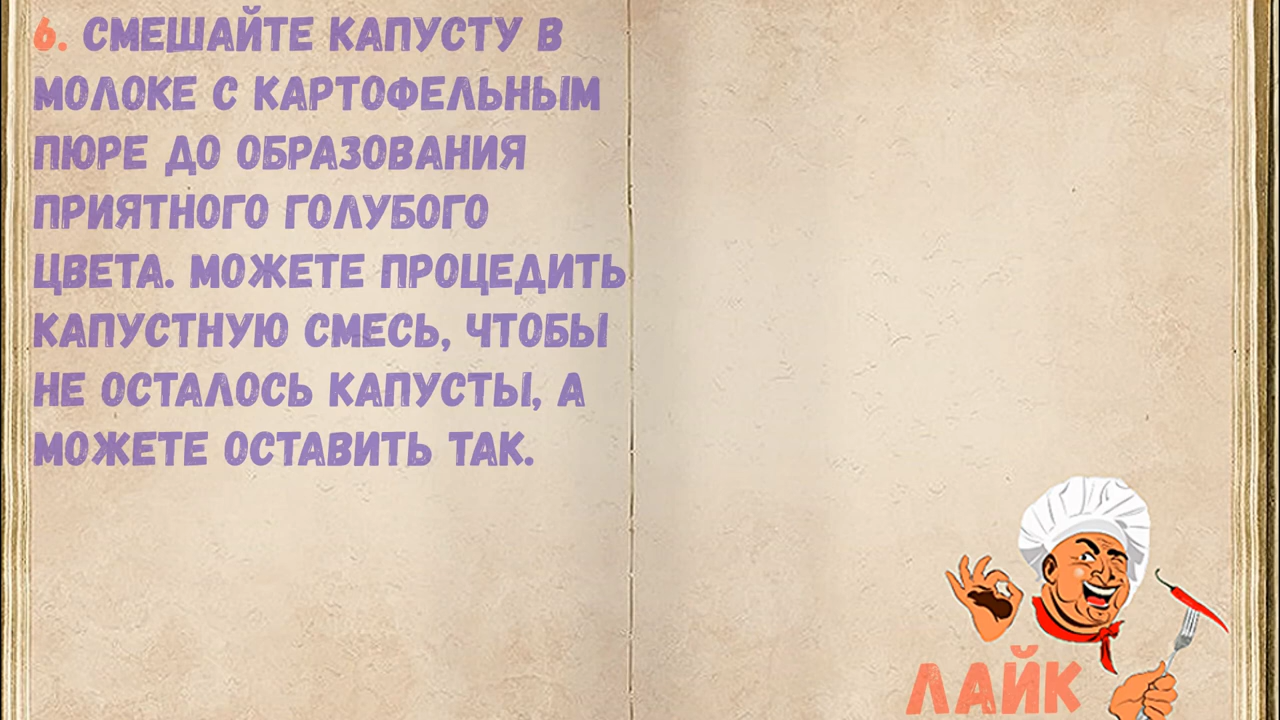 6. СМЕШАЙТЕ КАПУСТУ В
МОЛОКЕ С КАРТОФЕЛЬНЫМ
ПЮРЕ ДО ОБРАЗОВАНИЯ
ПРИЯТНОГО ГОЛУБОГО
ЦВЕТА. МОЖЕТЕ ПРОЦЕДИТЬ
КАПУСТНУЮ СМЕСЬ, ЧТОБЫ
НЕ ОСТАЛОСЬ КАПУСТЫ, А
МОЖЕТЕ ОСТАВИТЬ ТАК.
ЛАЙК